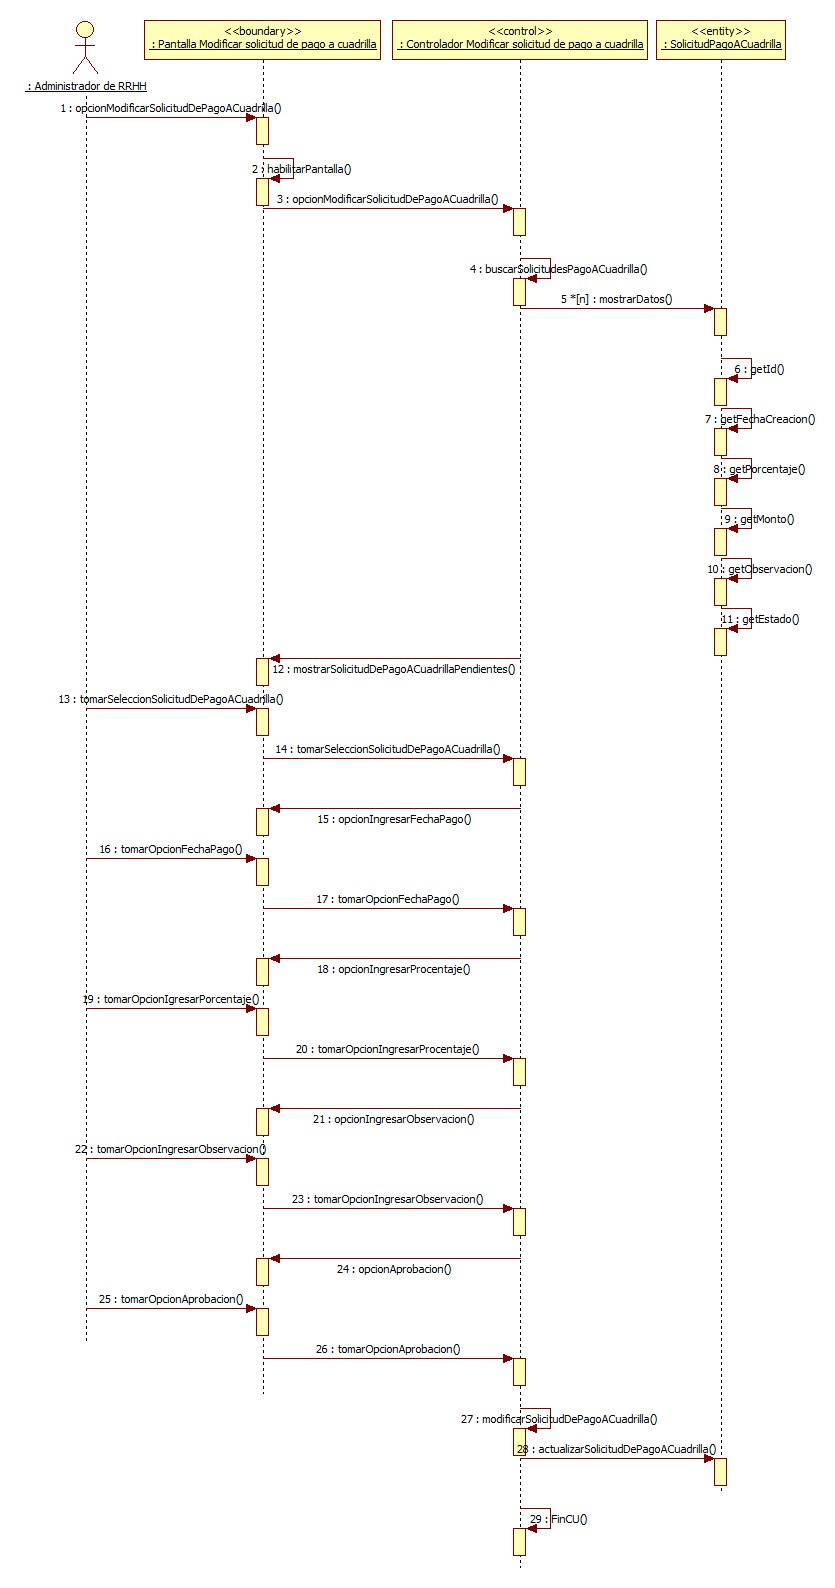 <<boundary>>
: Pantalla Modificar solicitud de pago a cuadrilla
<<control>>
: Controlador Modificar solicitud de pago a cuadrilla
<<entity>>
: SolicitudPagoACuadrilla
: Administrador de RRHH
1 : opcionModificarSolicitudDePagoACuadrilla()
2 : habilitarPantalla()
3 : opcionModificarSolicitudDePagoACuadrilla()
4 : buscarSolicitudesPagoACuadrilla()
5 *[n] : mostrarDatos()
6 : getId()
7 : getFechaCreacion()
8 : getPorcentaje()
9 : getMonto()
10 : getObservacion()
11 : getEstado()
12 : mostrarSolicitudDePagoACuadrillaPendientes()
13 : tomarSeleccionSolicitudDePagoACuadrilla()
14 : tomarSeleccionSolicitudDePagoACuadrilla()
15 : opcionIngresarFechaPago()
16 : tomarOpcionFechaPago()
17 : tomarOpcionFechaPago()
18 : opcionIngresarProcentaje()
19 : tomarOpcionIgresarPorcentaje()
20 : tomarOpcionIngresarProcentaje()
21 : opcionIngresarObservacion()
22 : tomarOpcionIngresarObservacion()
23 : tomarOpcionIngresarObservacion()
24 : opcionAprobacion()
25 : tomarOpcionAprobacion()
26 : tomarOpcionAprobacion()
27 : modificarSolicitudDePagoACuadrilla()
28 : actualizarSolicitudDePagoACuadrilla()
29 : FinCU()